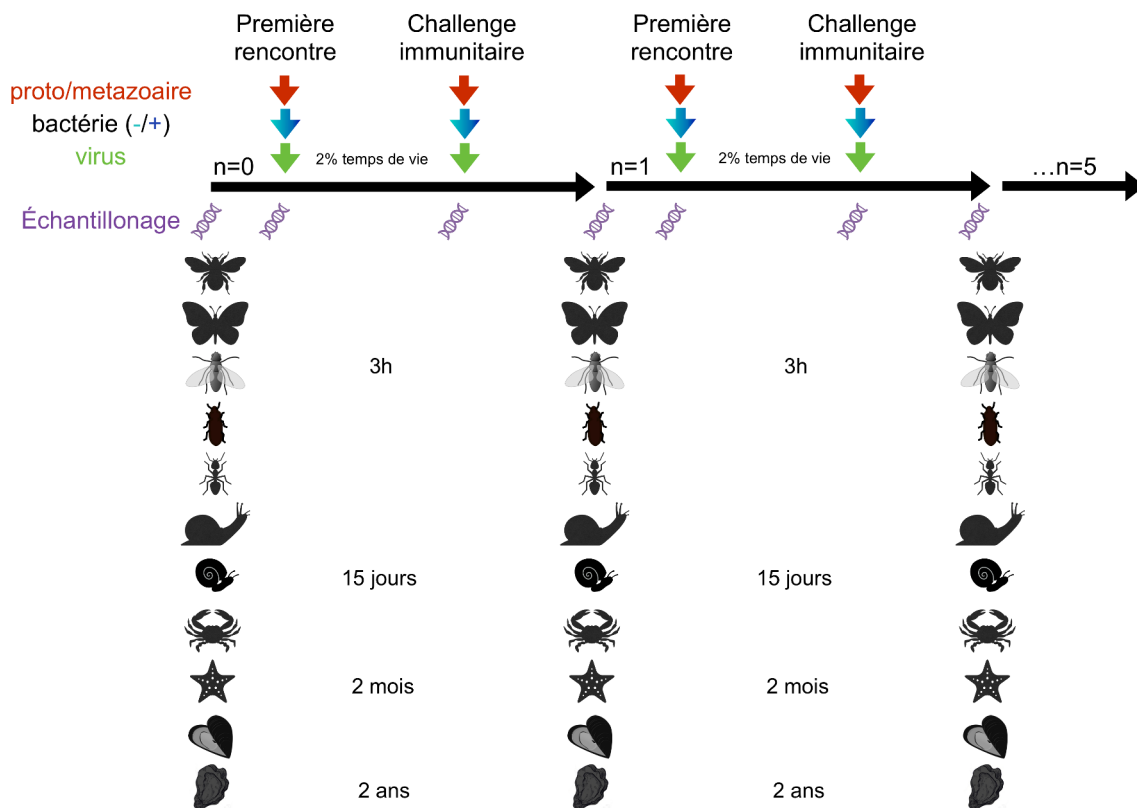 Première
rencontre
Challenge
immunitaire
Première
rencontre
Challenge
immunitaire
proto/metazoaire
bactérie (-/+)
virus
n=0
2% temps de vie
n=1
2% temps de vie
...n=5
Échantillonage
3h
3h
15 jours
15 jours
2 mois
2 mois
2 ans
2 ans